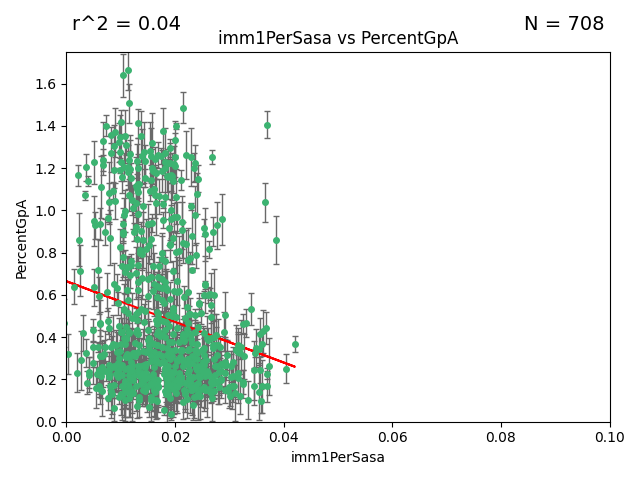 r^2 = 0.04
N = 708
imm1PerSasa vs PercentGpA
PercentGpA
1.6
1.4
1.2
1.0
0.8
0.6
0.4
0.2
0.0
0.00 0.02 0.04 0.06 0.08 0.10
imm1PerSasa